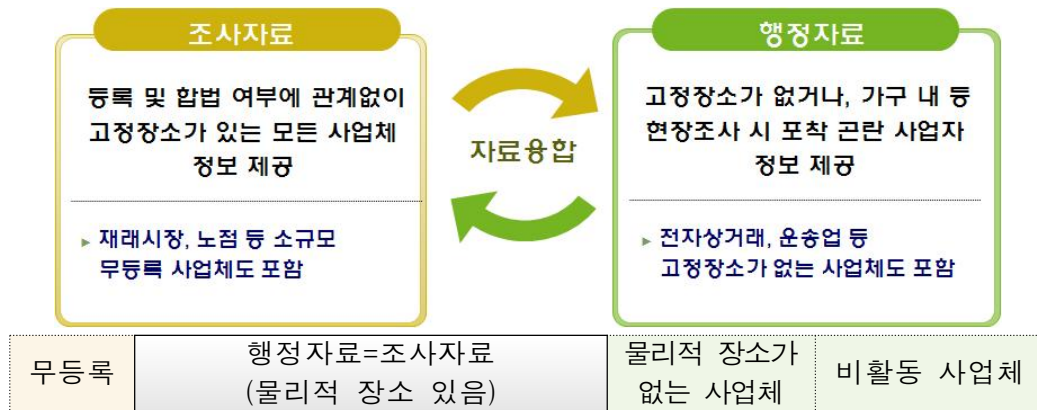 조사자료
등록 및 합법 여부에 관계없이
고정장소가 있는 모든 사업체
정보 제공
▸ 재래시장, 노점 등 소규모
무등록 사업체도 포함
자료융합
행정자료
고정장소가 없거나, 가구 내 등
현장조사 시 포착 곤란 사업자
정보 제공
▸ 전자상거래, 운송업 등
고정장소가 없는 사업체도 포함
무등록
행정자료=조사자료
(물리적 장소 있음)
물리적 장소가
없는 사업체
비활동 사업체